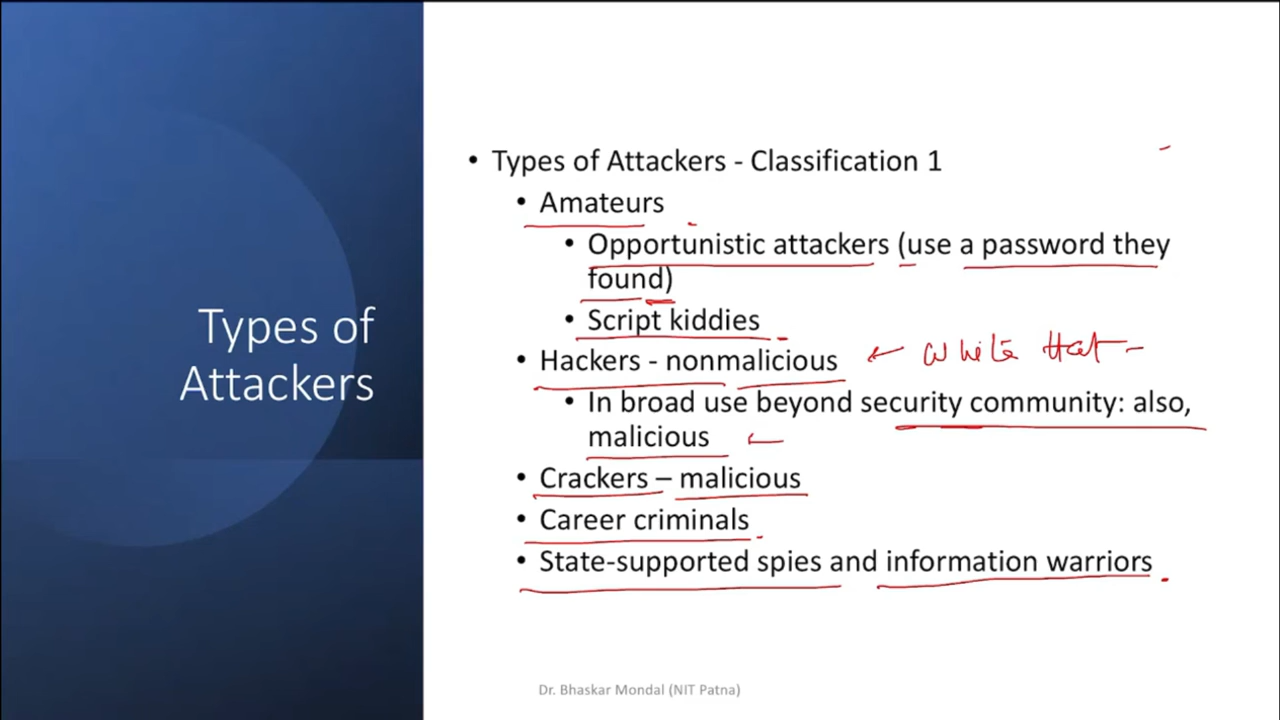 Types of
Attackers
• Types of Attackers - Classification 1
• Amateurs
• Opportunistic attackers (use a password they
found)
• Script kiddies
• Hackers - nonmalicious ← White Hat -
• In broad use beyond security community: also,
malicious ←
• Crackers – malicious
• Career criminals
• State-supported spies and information warriors
Dr. Bhaskar Mondal (NIT Patna)